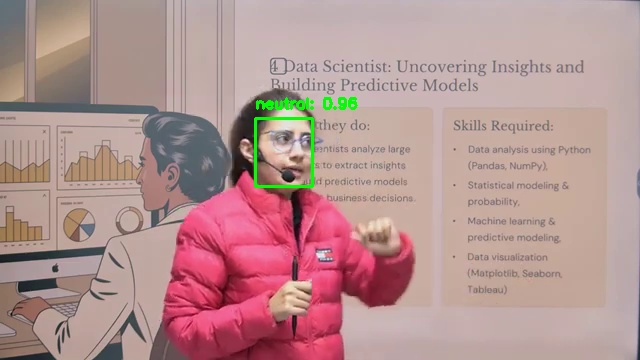 4 Data Scientist: Uncovering Insights and
Building Predictive Models
neutral: 0.96
they do:
analyze large
to extract insights
predictive models
business decisions.
Skills Required:
Data analysis using Python
(Pandas, NumPy),
Statistical modeling &
probability,
Machine learning &
predictive modeling,
Data visualization
(Matplotlib, Seaborn,
Tableau)